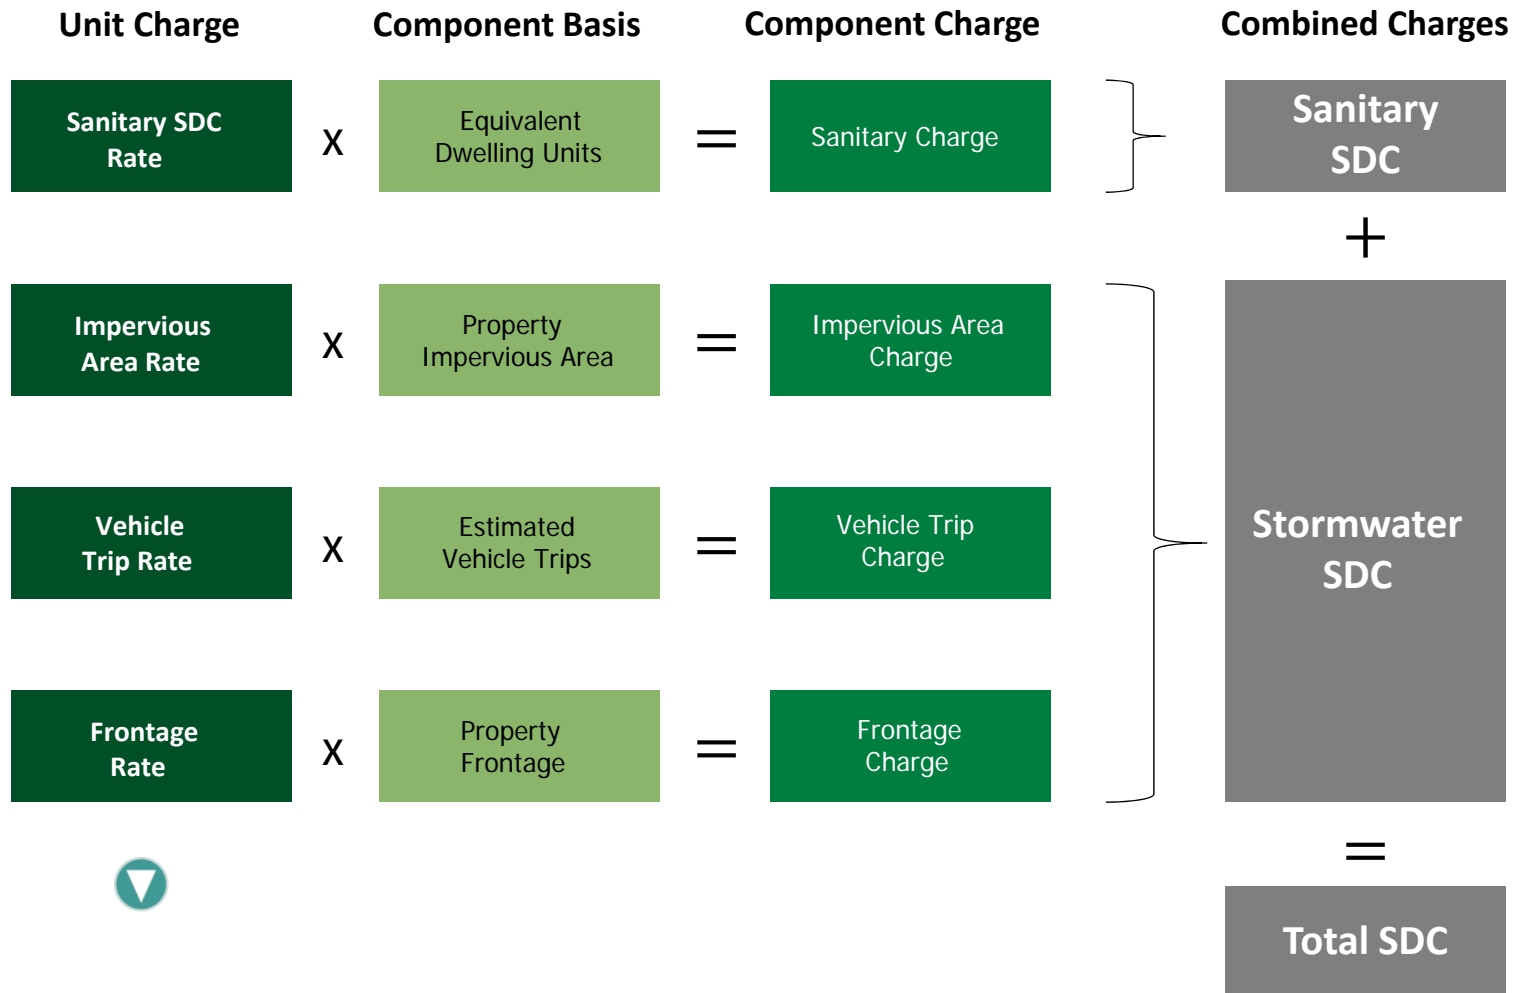 Unit Charge
Component Basis
Component Charge
Combined Charges
Sanitary SDC
Rate
x
Equivalent
Dwelling Units
=
Sanitary Charge
Sanitary
SDC
+
Impervious
Area Rate
x
Property
Impervious Area
=
Impervious Area
Charge
Vehicle
Trip Rate
x
Estimated
Vehicle Trips
=
Vehicle Trip
Charge
Stormwater
SDC
Frontage
Rate
x
Property
Frontage
=
Frontage
Charge
=
Total SDC